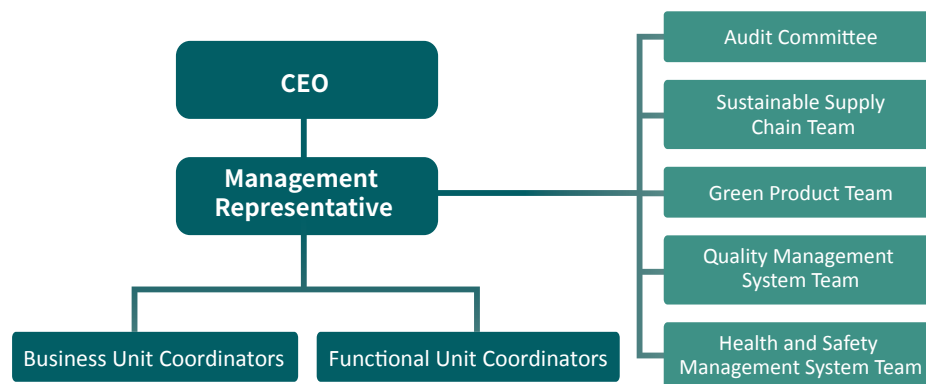 CEO
Management
Representative
Business Unit Coordinators
Functional Unit Coordinators
Audit Committee
Sustainable Supply
Chain Team
Green Product Team
Quality Management
System Team
Health and Safety
Management System Team